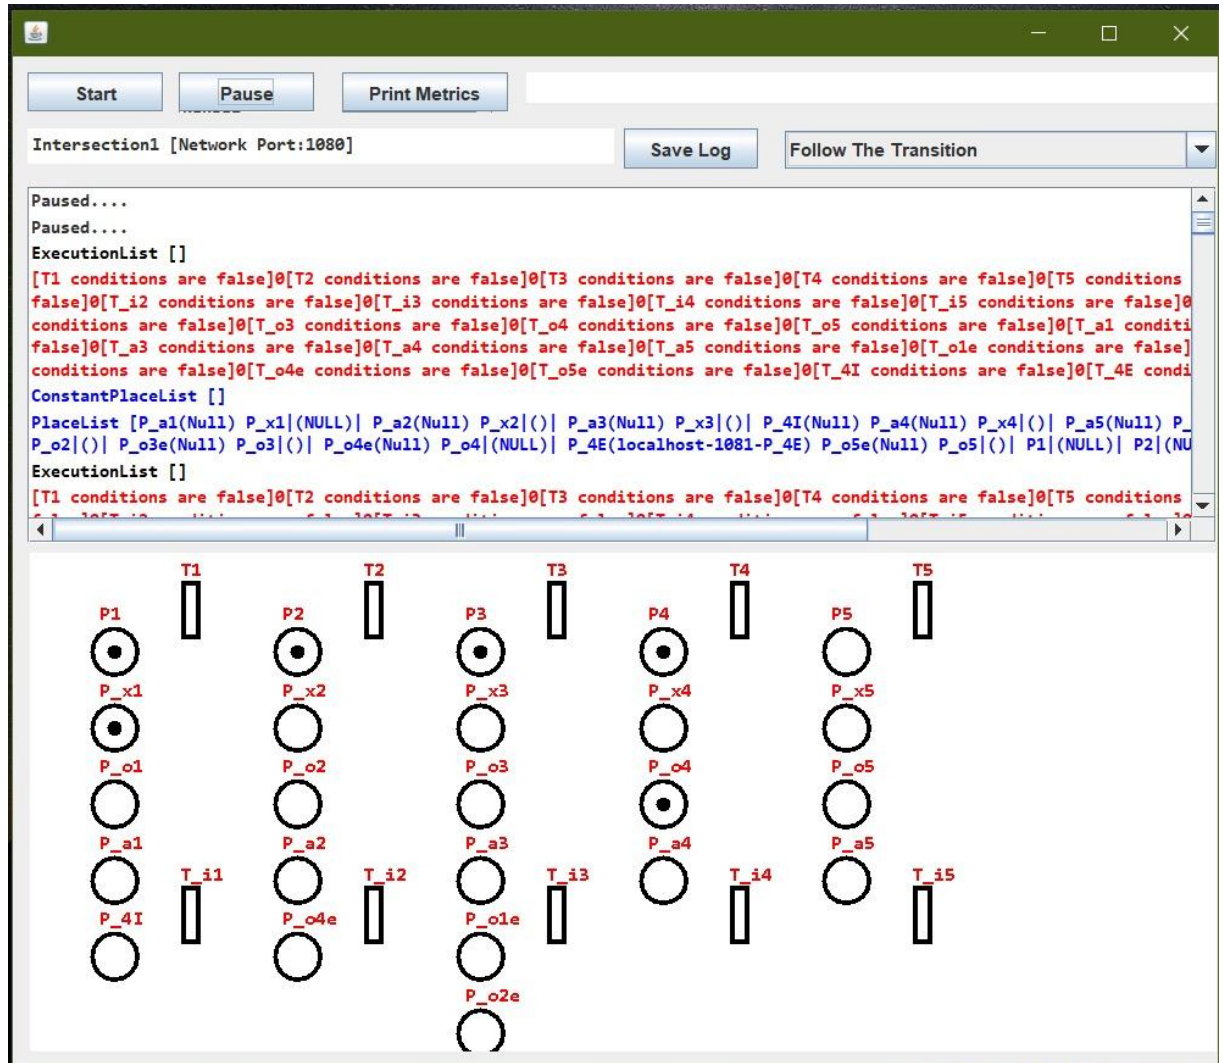 Start Pause Print Metrics
Intersection1 [Network Port:1080] Save Log Follow The Transition
Paused....
Paused....
ExecutionList []
[T1 conditions are false]0[T2 conditions are false]0[T3 conditions are false]0[T4 conditions are false]0[T5 conditions
false]0[T_i2 conditions are false]0[T_i3 conditions are false]0[T_i4 conditions are false]0[T_i5 conditions are false]0
conditions are false]0[T_o3 conditions are false]0[T_o4 conditions are false]0[T_o5 conditions are false]0[T_a1 conditi
false]0[T_a3 conditions are false]0[T_a4 conditions are false]0[T_a5 conditions are false]0[T_o1e conditions are false]
conditions are false]0[T_o4e conditions are false]0[T_o5e conditions are false]0[T_4I conditions are false]0[T_4E condi
ConstantPlaceList []
PlaceList [P_a1(Null) P_x1|(NULL)| P_a2(Null) P_x2|()| P_a3(Null) P_x3|()| P_4I(Null) P_a4(Null) P_x4|()| P_a5(Null) P_
P_o2|()| P_o3e(Null) P_o3|()| P_o4e(Null) P_o4|(NULL)| P_4E(localhost-1081-P_4E) P_o5e(Null) P_o5|()| P1|(NULL)| P2|(NU
ExecutionList []
[T1 conditions are false]0[T2 conditions are false]0[T3 conditions are false]0[T4 conditions are false]0[T5 conditions
T1 T2 T3 T4 T5
P1 P2 P3 P4 P5
P_x1 P_x2 P_x3 P_x4 P_x5
P_o1 P_o2 P_o3 P_o4 P_o5
P_a1 P_a2 P_a3 P_a4 P_a5
T_i1 T_i2 T_i3 T_i4 T_i5
P_4I P_o4e P_o1e
P_o2e